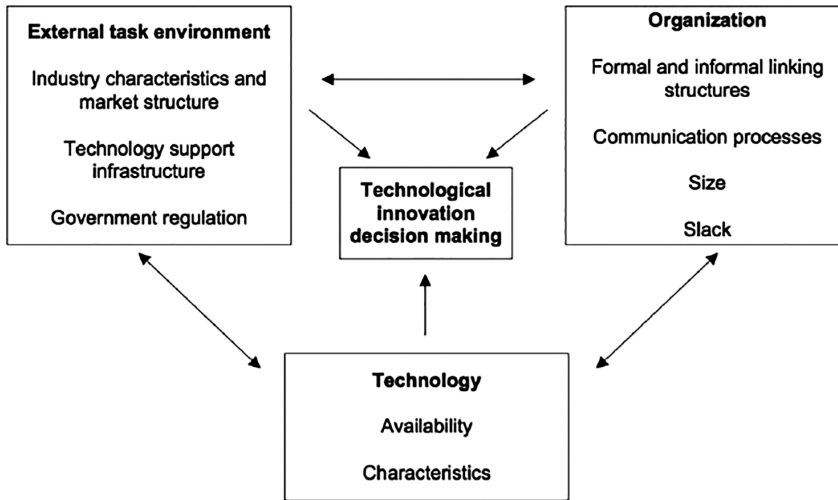 External task environment
Industry characteristics and
market structure
Technology support
infrastructure
Government regulation
Organization
Formal and informal linking
structures
Communication processes
Size
Slack
Technological
innovation
decision making
Technology
Availability
Characteristics